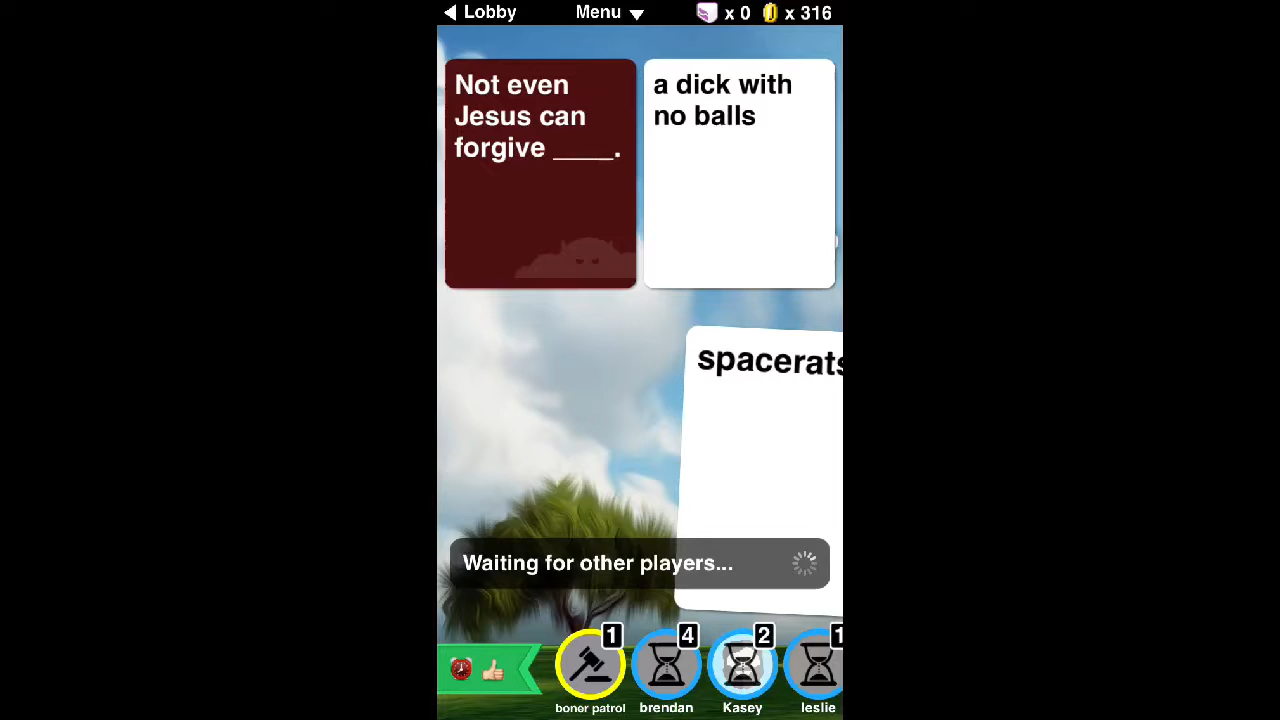 Lobby
Menu
x 0
x 316
Not even
Jesus can
forgive ____.
a dick with
no balls
spacerats
Waiting for other players...
1
4
2
1
boner patrol
brendan
Kasey
leslie